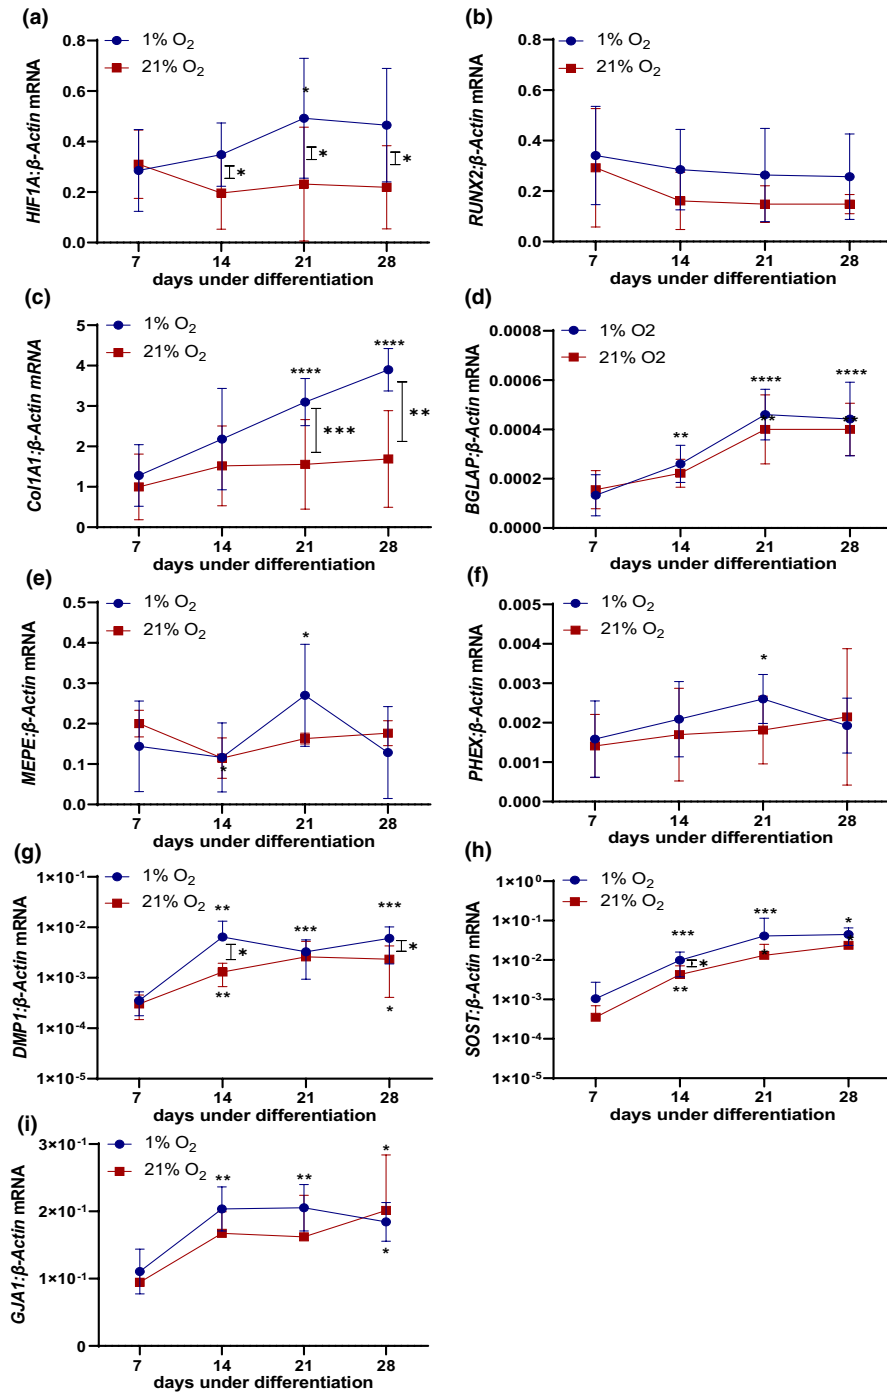 (a)
1% O2
21% O2
HIF1A:β-Actin mRNA
0.8
0.6
0.4
0.2
0.0
*
*
*
*
7 14 21 28
days under differentiation
(b)
1% O2
21% O2
RUNX2:β-Actin mRNA
0.8
0.6
0.4
0.2
0.0
7 14 21 28
days under differentiation
(c)
1% O2
21% O2
Col1A1:β-Actin mRNA
5
4
3
2
1
0
****
****
***
**
7 14 21 28
days under differentiation
(d)
1% O2
21% O2
BGLAP:β-Actin mRNA
0.0008
0.0006
0.0004
0.0002
0.0000
**
****
**
****
**
7 14 21 28
days under differentiation
(e)
1% O2
21% O2
MEPE:β-Actin mRNA
0.5
0.4
0.3
0.2
0.1
0.0
*
*
7 14 21 28
days under differentiation
(f)
1% O2
21% O2
PHEX:β-Actin mRNA
0.005
0.004
0.003
0.002
0.001
0.000
*
7 14 21 28
days under differentiation
(g)
1% O2
21% O2
DMP1:β-Actin mRNA
1×10-1
1×10-2
1×10-3
1×10-4
1×10-5
**
*
**
***
***
*
*
7 14 21 28
days under differentiation
(h)
1% O2
21% O2
SOST:β-Actin mRNA
1×100
1×10-1
1×10-2
1×10-3
1×10-4
1×10-5
***
*
**
***
*
*
*
7 14 21 28
days under differentiation
(i)
1% O2
21% O2
GJA1:β-Actin mRNA
3×10-1
2×10-1
1×10-1
0
**
**
*
*
7 14 21 28
days under differentiation